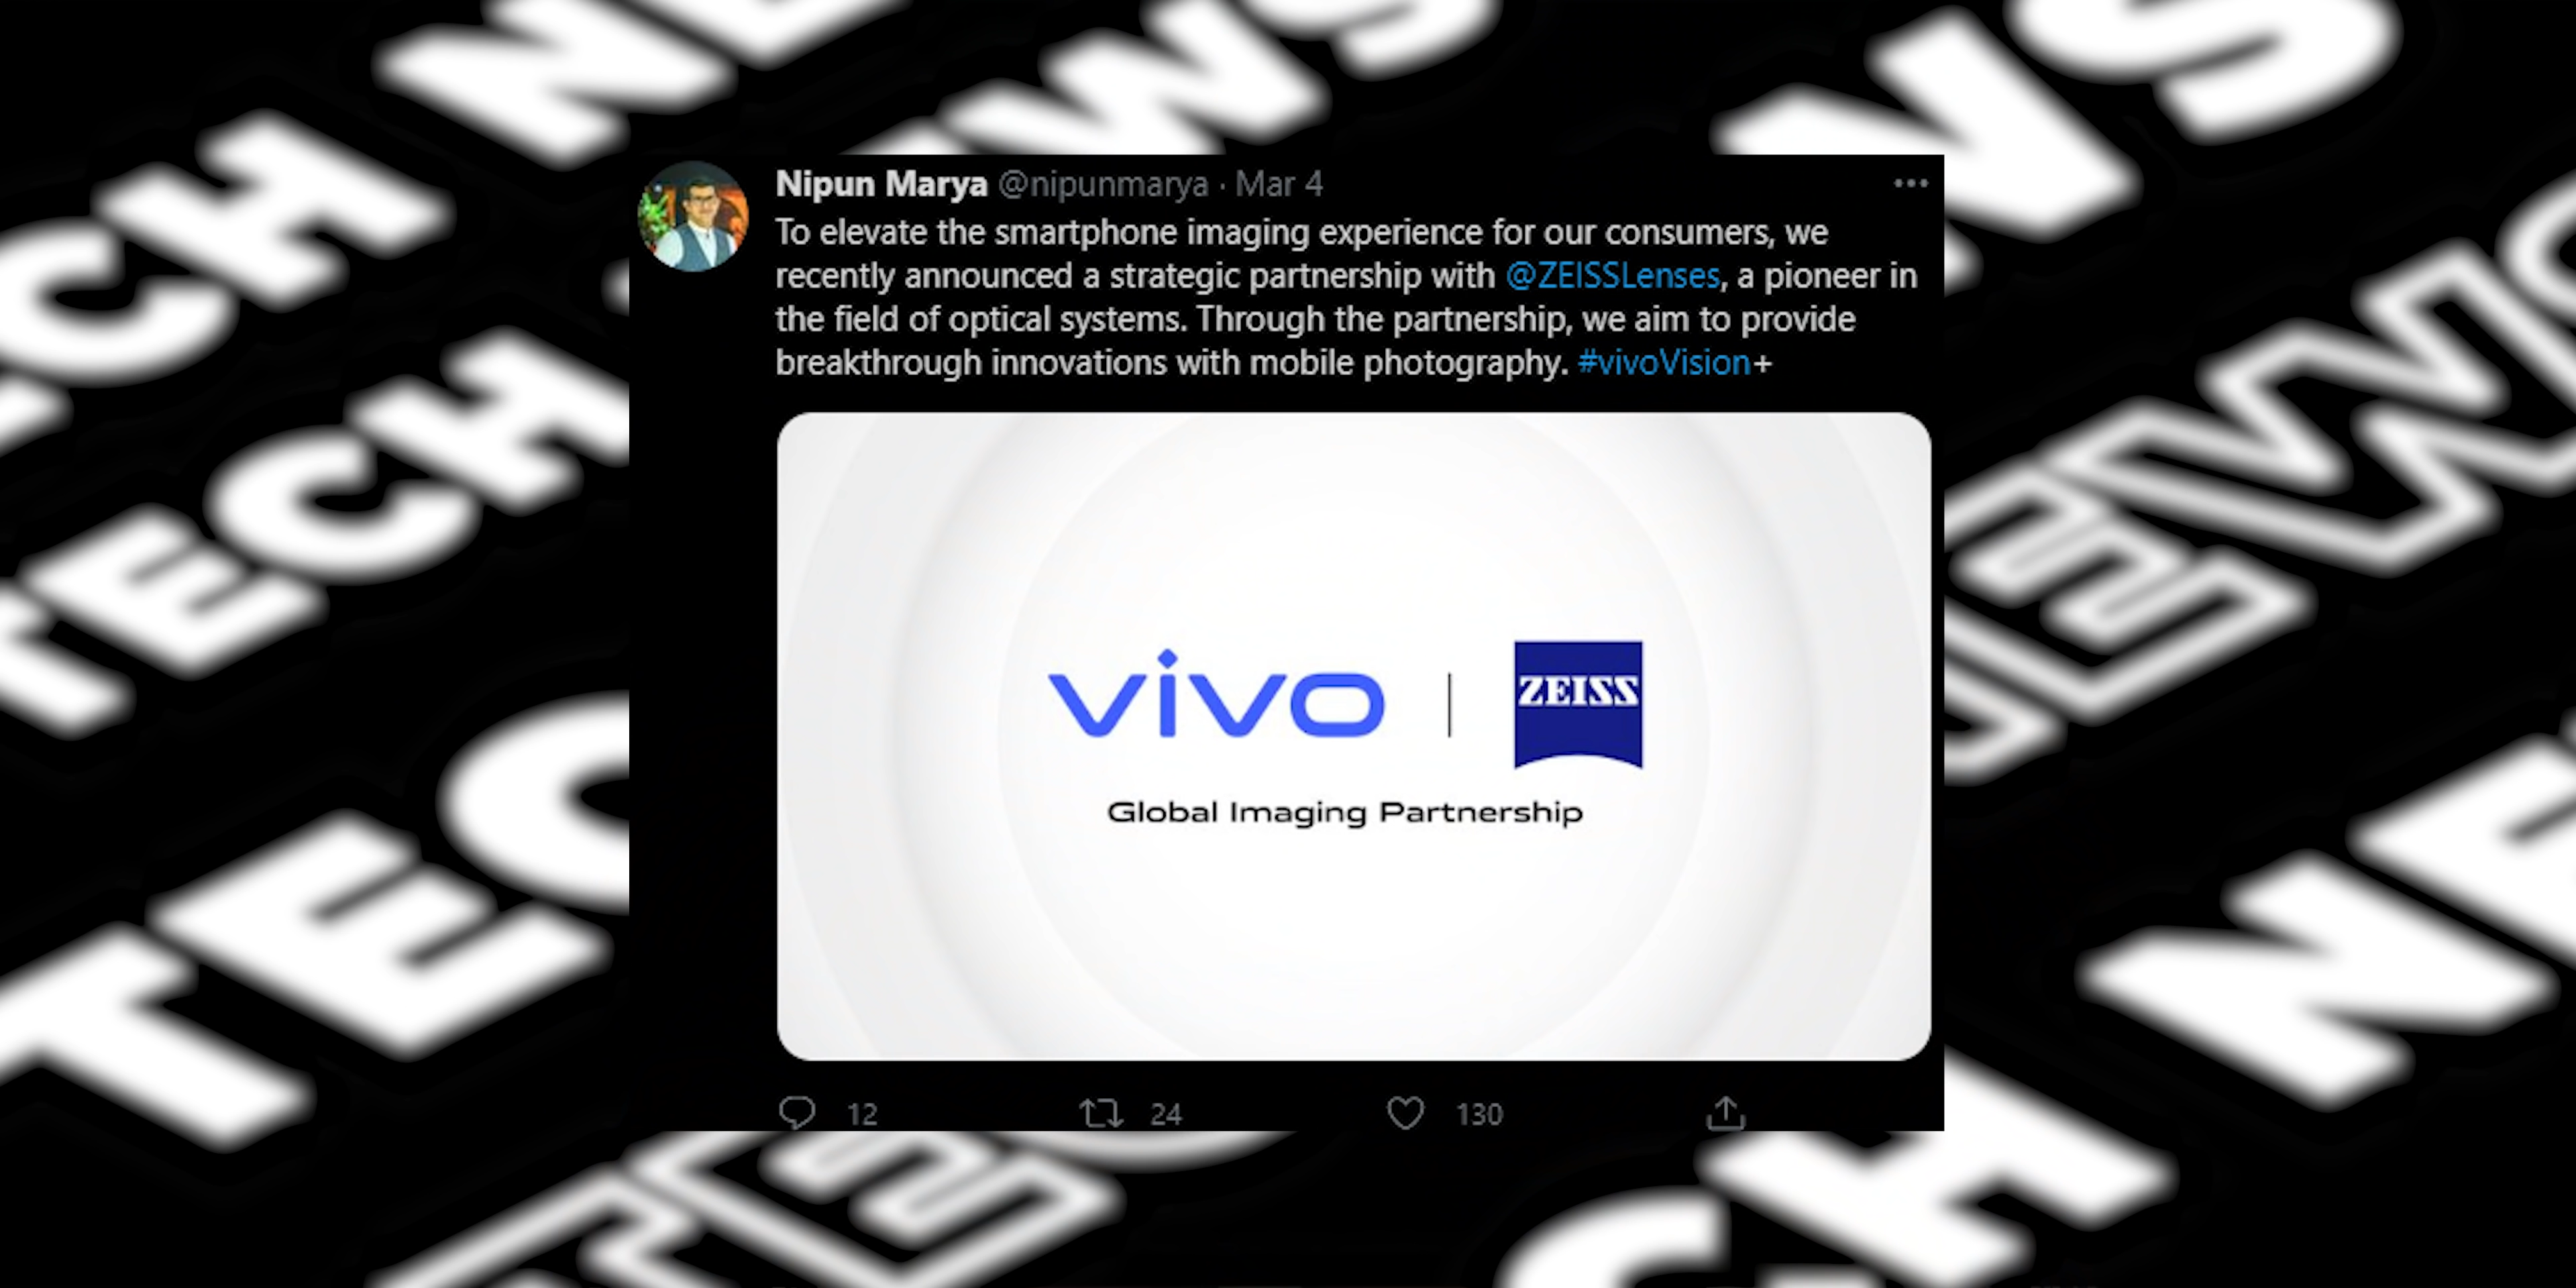 TECH NEWS
TECH NEWS
TECH NEWS
Nipun Marya @nipunmarya · Mar 4
To elevate the smartphone imaging experience for our consumers, we
recently announced a strategic partnership with @ZEISSLenses, a pioneer in
the field of optical systems. Through the partnership, we aim to provide
breakthrough innovations with mobile photography. #vivoVision+
vivo | ZEISS
Global Imaging Partnership
12 24 130